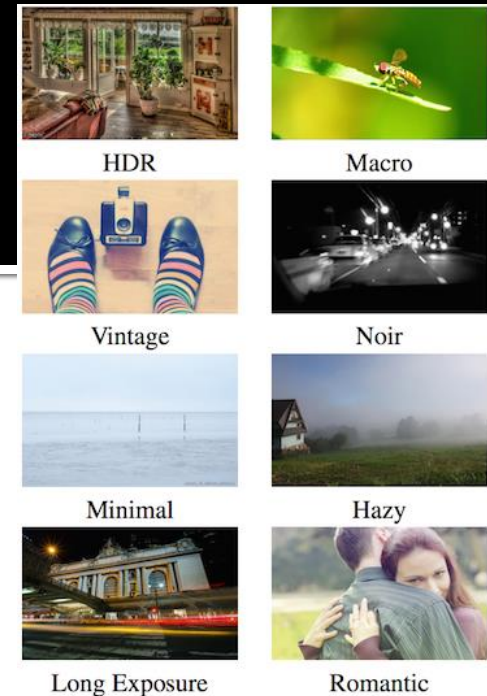 HDR
Macro
Vintage
Noir
Minimal
Hazy
Long Exposure
Romantic